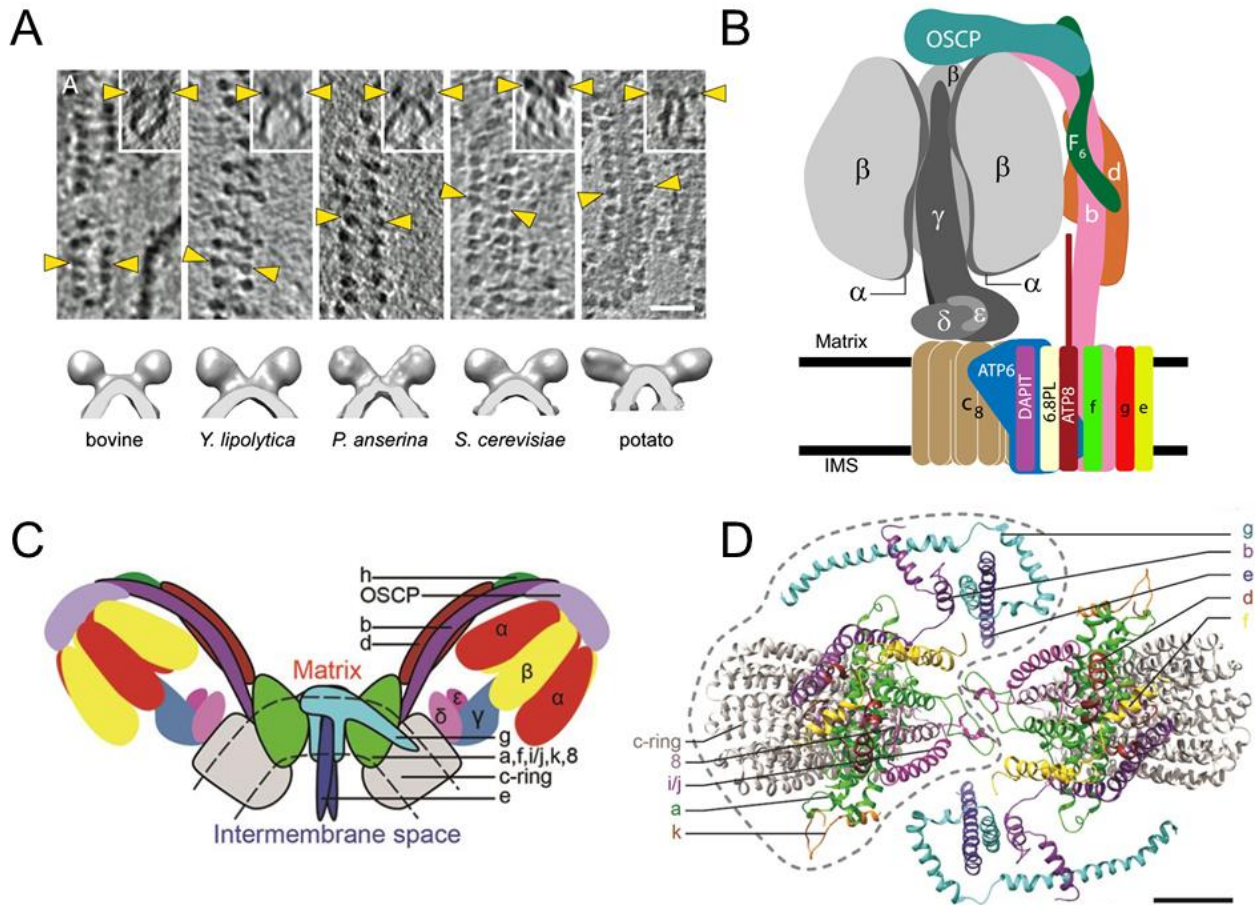 A
A
bovine
Y. lipolytica
P. anserina
S. cerevisiae
potato
B
OSCP
β
β
β
γ
F6
d
b
α
α
δ
ε
Matrix
ATP6
c8
DAPIT
6.8PL
ATP8
f
g
e
IMS
C
h
OSCP
b
d
α
β
α
Matrix
δ
ε
γ
g
a,f,i/j,k,8
c-ring
e
Intermembrane space
D
g
b
e
d
f
c-ring
8
i/j
a
k